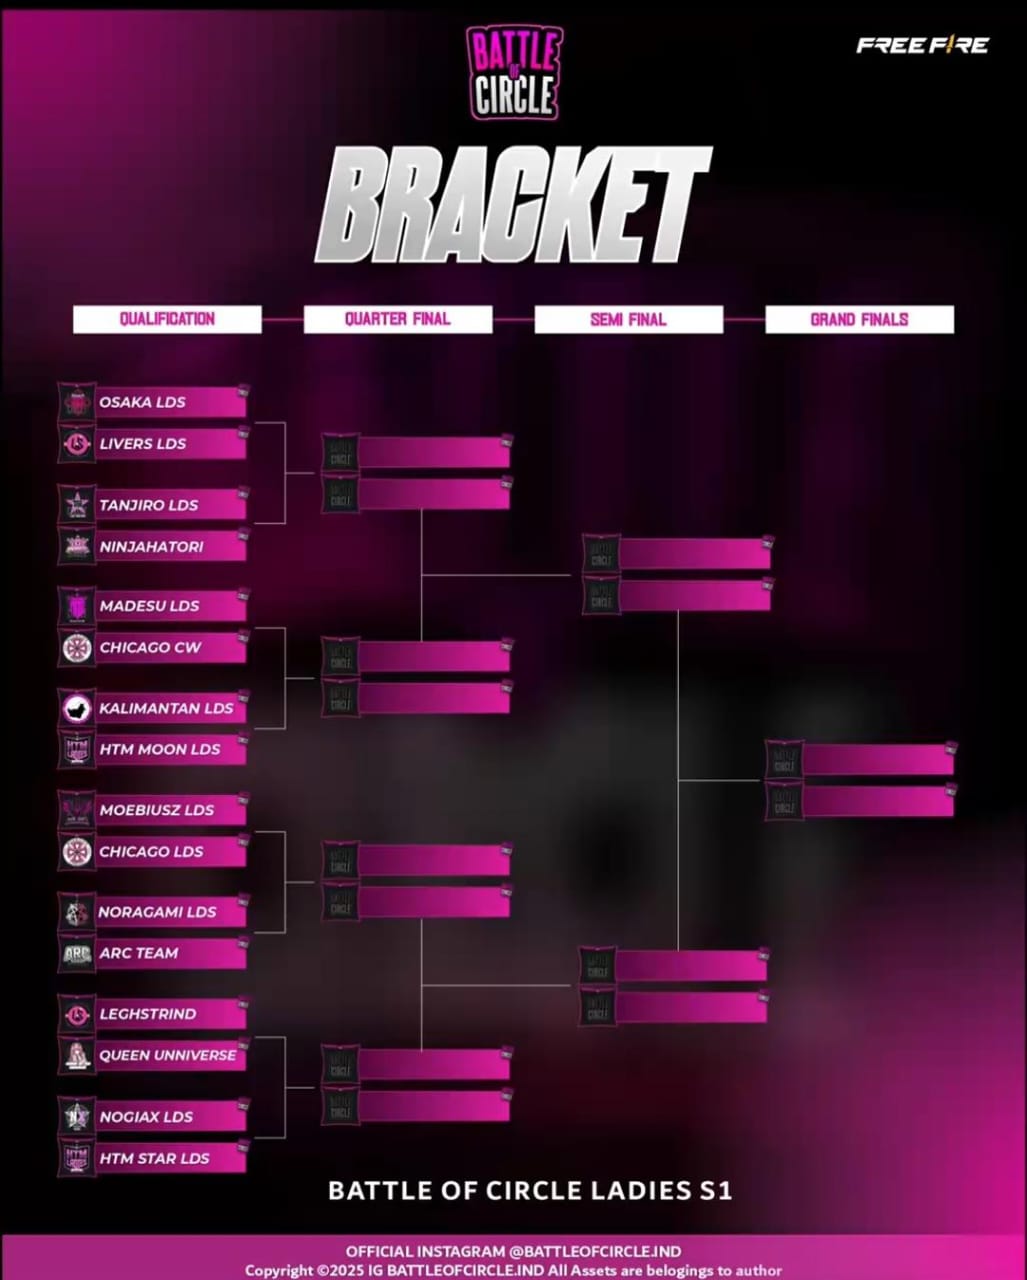 BATTLE
OF
CIRCLE
FREE FIRE
BRACKET
QUALIFICATION
QUARTER FINAL
SEMI FINAL
GRAND FINALS
OSAKA LDS
LIVERS LDS
TANJIRO LDS
NINJAHATORI
MADESU LDS
CHICAGO CW
KALIMANTAN LDS
HTM MOON LDS
MOEBIUSZ LDS
CHICAGO LDS
NORAGAMI LDS
ARC TEAM
LEGHSTRIND
QUEEN UNNIVERSE
NOGIAX LDS
HTM STAR LDS
BATTLE OF CIRCLE LADIES S1
OFFICIAL INSTAGRAM @BATTLEOFCIRCLE.IND
Copyright ©2025 IG BATTLEOFCIRCLE.IND All Assets are belogings to author